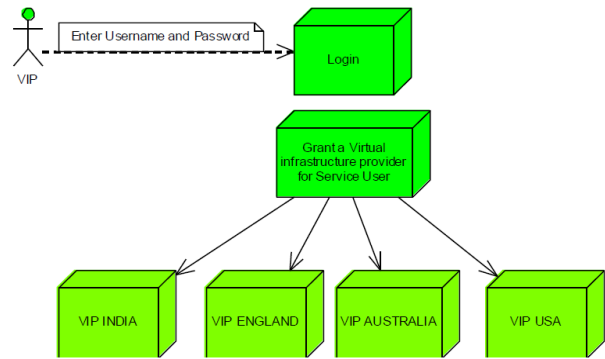 Enter Username and Password
VIP
Login
Grant a Virtual
infrastructure provider
for Service User
VIP INDIA
VIP ENGLAND
VIP AUSTRALIA
VIP USA